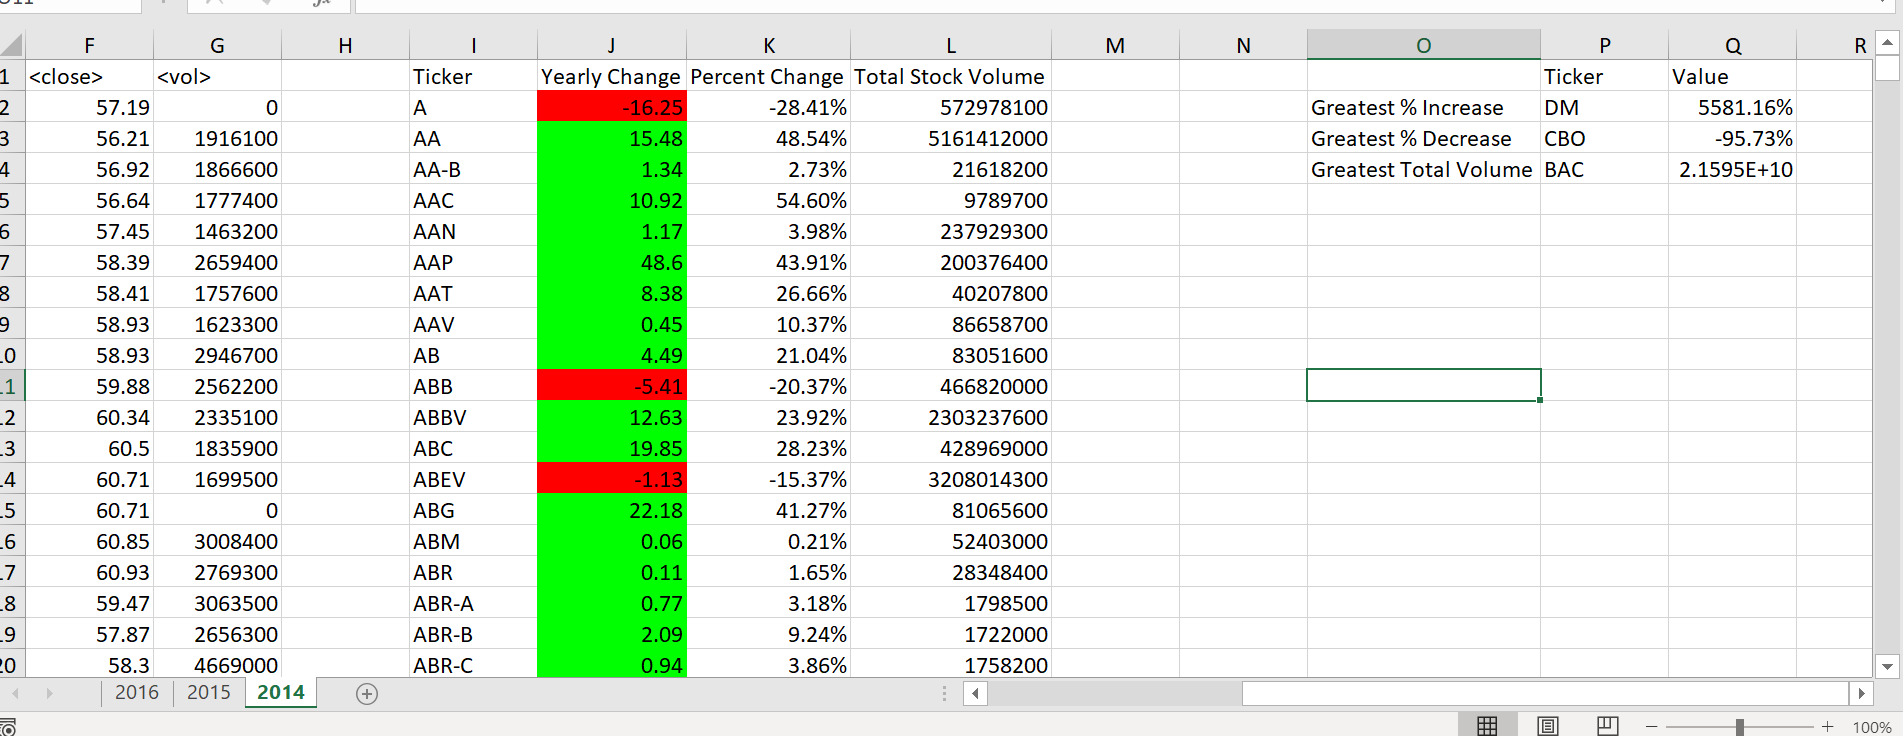 F G H I J K L M N O P Q R
1 <close> <vol> Ticker Yearly Change Percent Change Total Stock Volume Ticker Value
2 57.19 0 A -16.25 -28.41% 572978100 Greatest % Increase DM 5581.16%
3 56.21 1916100 AA 15.48 48.54% 5161412000 Greatest % Decrease CBO -95.73%
4 56.92 1866600 AA-B 1.34 2.73% 21618200 Greatest Total Volume BAC 2.1595E+10
5 56.64 1777400 AAC 10.92 54.60% 9789700
6 57.45 1463200 AAN 1.17 3.98% 237929300
7 58.39 2659400 AAP 48.6 43.91% 200376400
8 58.41 1757600 AAT 8.38 26.66% 40207800
9 58.93 1623300 AAV 0.45 10.37% 86658700
10 58.93 2946700 AB 4.49 21.04% 83051600
11 59.88 2562200 ABB -5.41 -20.37% 466820000
12 60.34 2335100 ABBV 12.63 23.92% 2303237600
13 60.5 1835900 ABC 19.85 28.23% 428969000
14 60.71 1699500 ABEV -1.13 -15.37% 3208014300
15 60.71 0 ABG 22.18 41.27% 81065600
16 60.85 3008400 ABM 0.06 0.21% 52403000
17 60.93 2769300 ABR 0.11 1.65% 28348400
18 59.47 3063500 ABR-A 0.77 3.18% 1798500
19 57.87 2656300 ABR-B 2.09 9.24% 1722000
20 58.3 4669000 ABR-C 0.94 3.86% 1758200
2016 2015 2014
100%